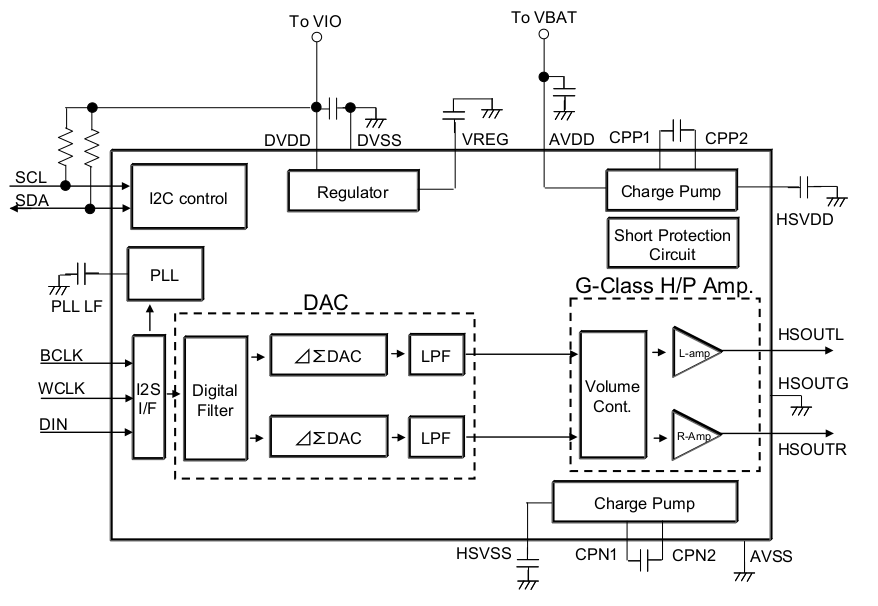 To VIO
To VBAT
DVDD
DVSS
VREG
AVDD
CPP1
CPP2
SCL
SDA
I2C control
Regulator
Charge Pump
HSVDD
Short Protection
Circuit
PLL
PLL LF
DAC
G-Class H/P Amp.
BCLK
WCLK
DIN
I2S
I/F
Digital
Filter
⊿ΣDAC
LPF
⊿ΣDAC
LPF
Volume
Cont.
L-amp
R-Amp
HSOUTL
HSOUTG
HSOUTR
Charge Pump
HSVSS
CPN1
CPN2
AVSS